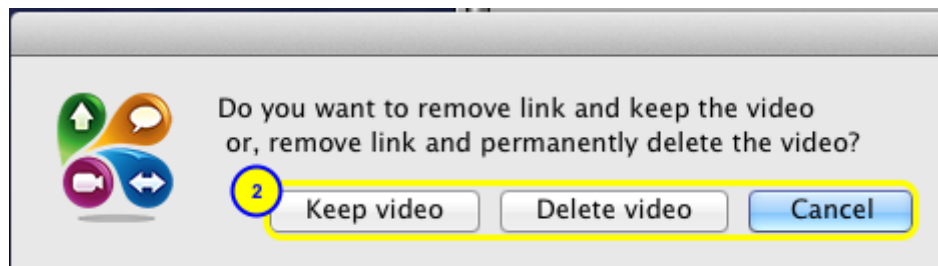 Do you want to remove link and keep the video
or, remove link and permanently delete the video?
2
Keep video Delete video Cancel